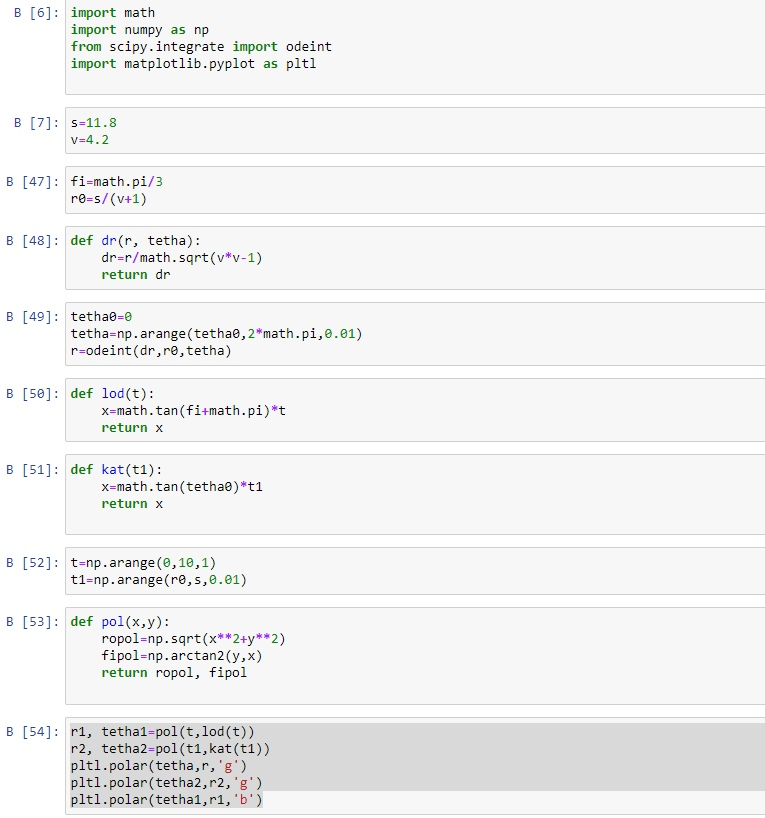 B [6]: import math
import numpy as np
from scipy.integrate import odeint
import matplotlib.pyplot as pltl
B [7]: s=11.8
v=4.2
B [47]: fi=math.pi/3
r0=s/(v+1)
B [48]: def dr(r, tetha):
    dr=r/math.sqrt(v*v-1)
    return dr
B [49]: tetha0=0
tetha=np.arange(tetha0,2*math.pi,0.01)
r=odeint(dr,r0,tetha)
B [50]: def lod(t):
    x=math.tan(fi+math.pi)*t
    return x
B [51]: def kat(t1):
    x=math.tan(tetha0)*t1
    return x
B [52]: t=np.arange(0,10,1)
t1=np.arange(r0,s,0.01)
B [53]: def pol(x,y):
    ropol=np.sqrt(x**2+y**2)
    fipol=np.arctan2(y,x)
    return ropol, fipol
B [54]: r1, tetha1=pol(t,lod(t))
r2, tetha2=pol(t1,kat(t1))
pltl.polar(tetha,r,'g')
pltl.polar(tetha2,r2,'g')
pltl.polar(tetha1,r1,'b')